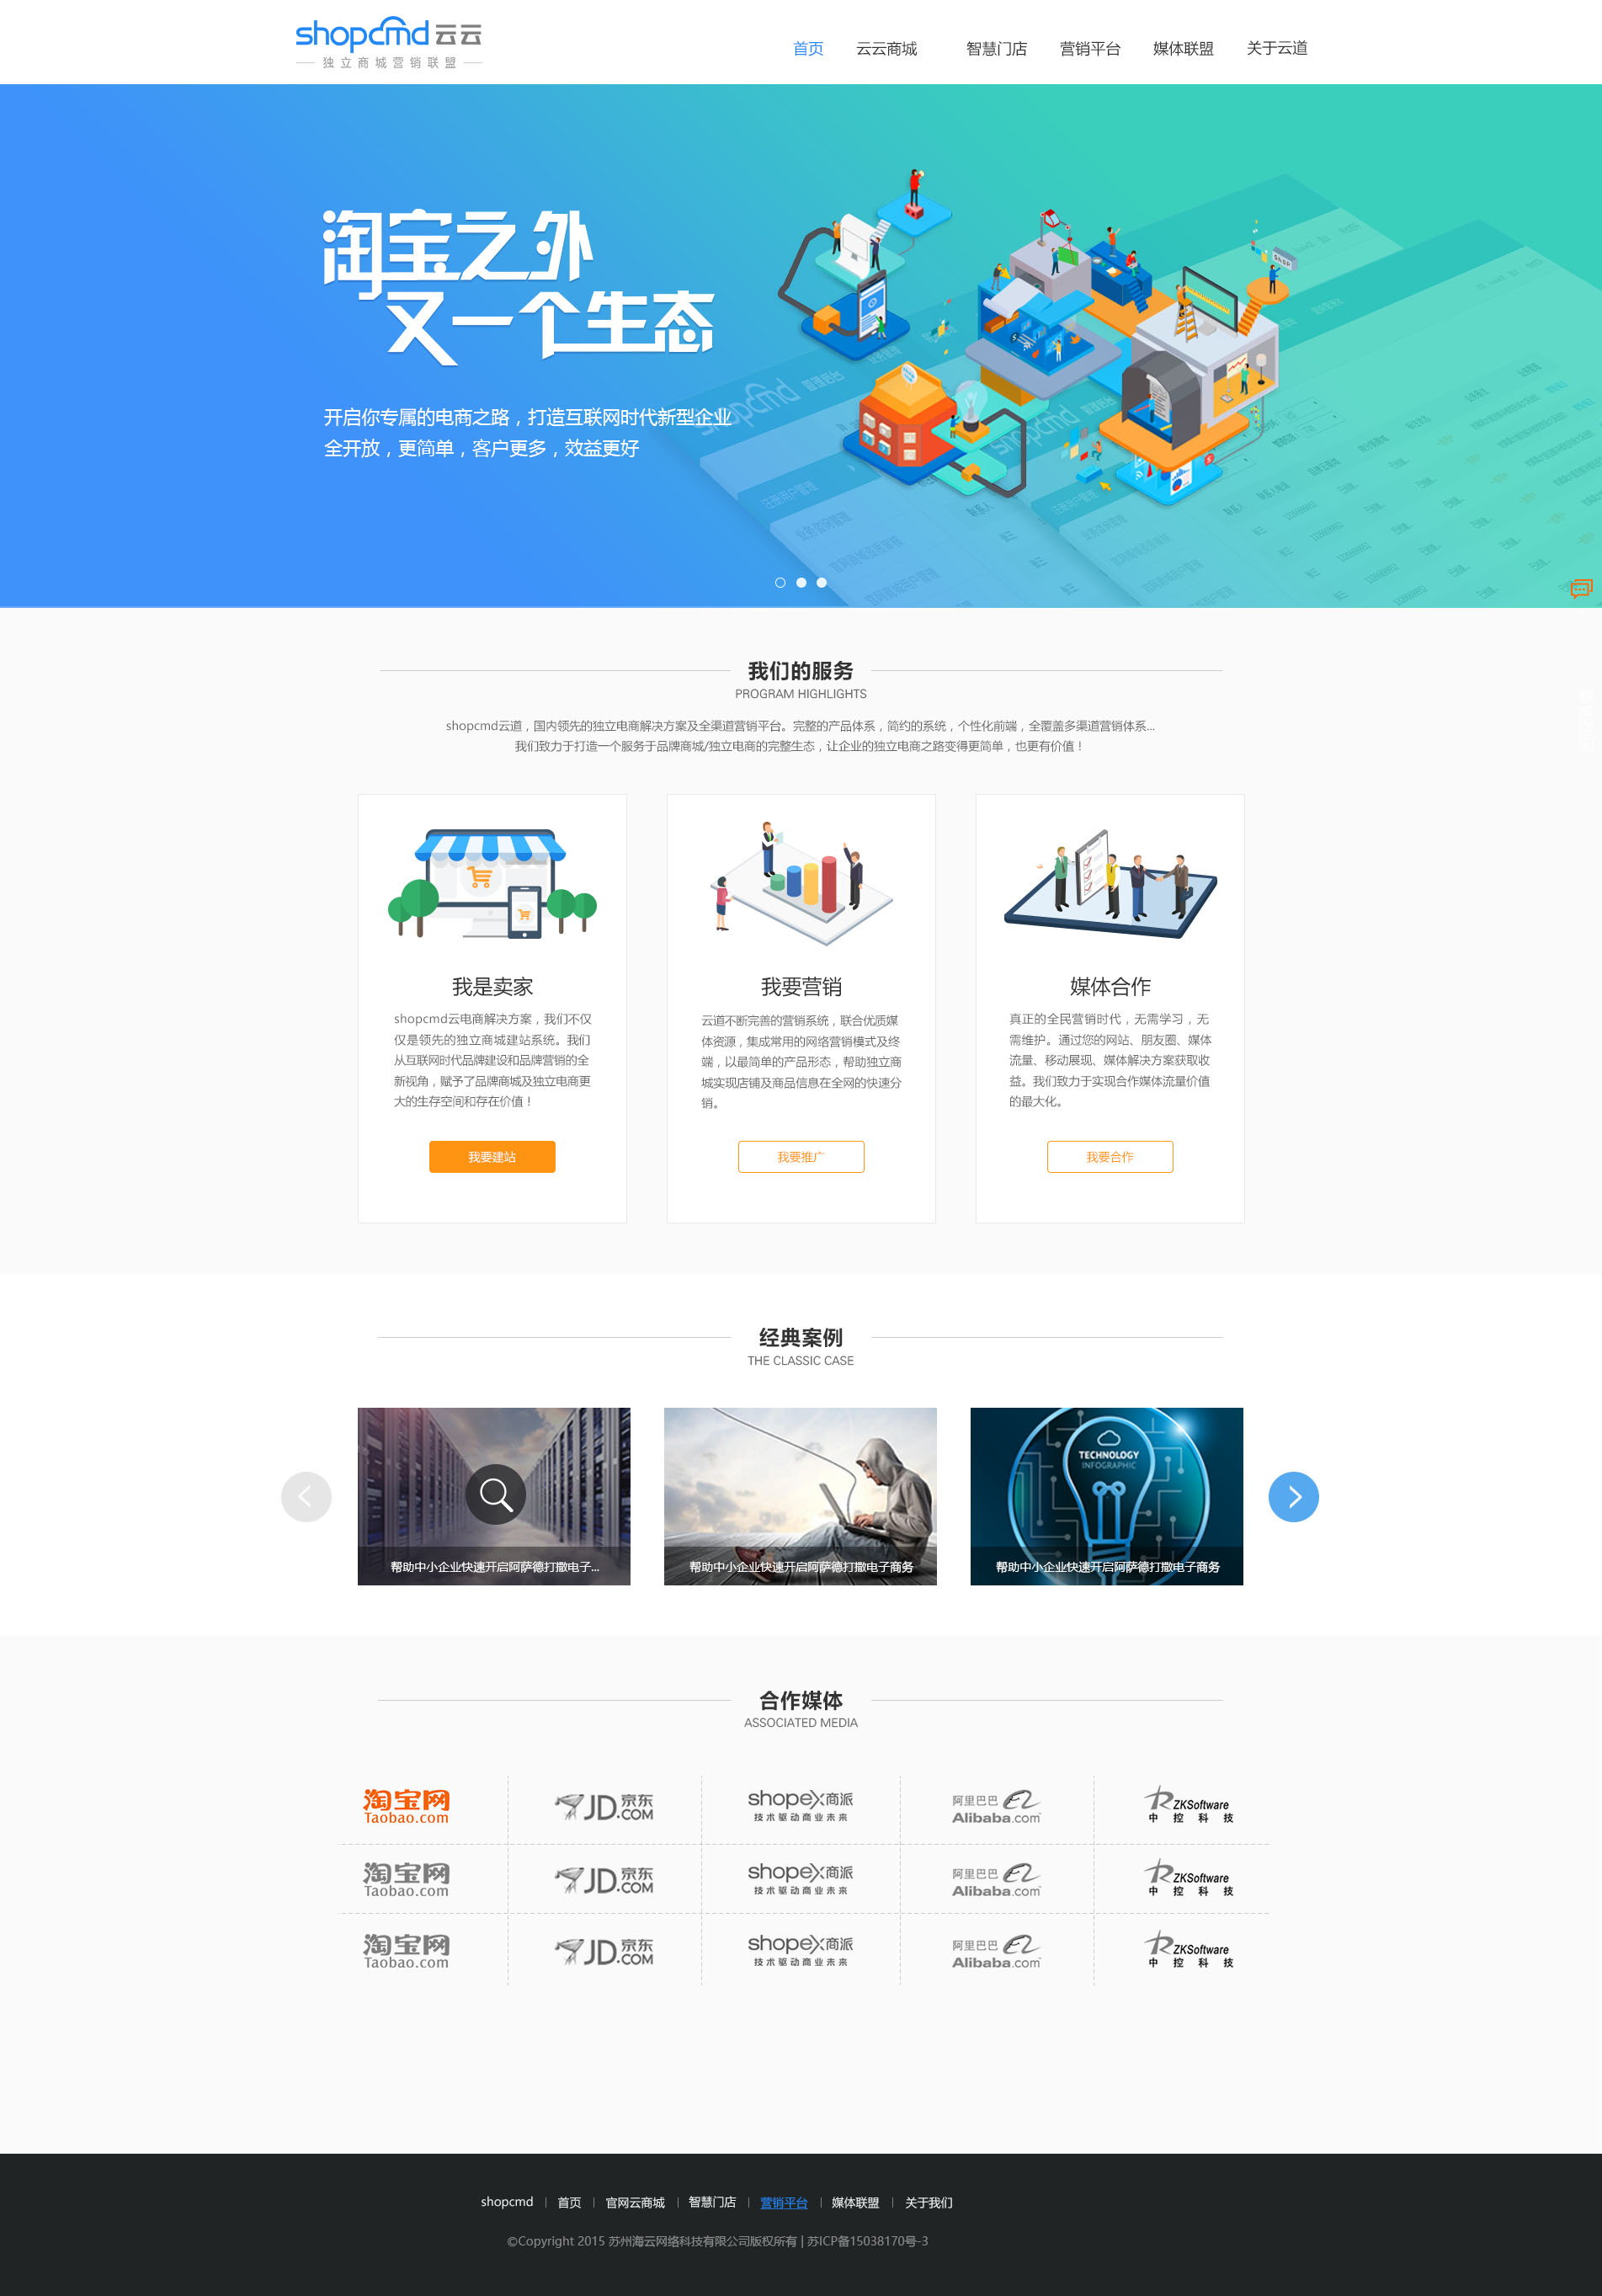 shopcmd 云云
独立商城营销联盟
首页 云云商城 智慧门店 营销平台 媒体联盟 关于云道
淘宝之外
又一个生态
开启你专属的电商之路，打造互联网时代新型企业
全开放，更简单，客户更多，效益更好
我们的服务
PROGRAM HIGHLIGHTS
shopcmd云道，国内领先的独立电商解决方案及全渠道营销平台。完整的产品体系，简约的系统，个性化前端，全覆盖多渠道营销体系...
我们致力于打造一个服务于品牌商城/独立电商的完整生态，让企业的独立电商之路变得更简单，也更有价值！
我是卖家
shopcmd云电商解决方案，我们不仅
仅是领先的独立商城建站系统。我们
从互联网时代品牌建设和品牌营销的全
新视角，赋予了品牌商城及独立电商更
大的生存空间和存在价值！
我要建站
我要营销
云道不断完善的营销系统，联合优质媒
体资源，集成常用的网络营销模式及终
端，以最简单的产品形态，帮助独立商
城实现店铺及商品信息在全网的快速分
销。
我要推广
媒体合作
真正的全民营销时代，无需学习，无
需维护。通过您的网站、朋友圈、媒体
流量、移动展现、媒体解决方案获取收
益。我们致力于实现合作媒体流量价值
的最大化。
我要合作
经典案例
THE CLASSIC CASE
帮助中小企业快速开启阿萨德打撒电子...
帮助中小企业快速开启阿萨德打撒电子商务
TECHNOLOGY
INFOGRAPHIC
帮助中小企业快速开启阿萨德打撒电子商务
合作媒体
ASSOCIATED MEDIA
淘宝网
Taobao.com
JD京东
.COM
shopex商派
技术驱动商业未来
阿里巴巴
Alibaba.com
ZKSoftware
中控科技
淘宝网
Taobao.com
JD京东
.COM
shopex商派
技术驱动商业未来
阿里巴巴
Alibaba.com
ZKSoftware
中控科技
淘宝网
Taobao.com
JD京东
.COM
shopex商派
技术驱动商业未来
阿里巴巴
Alibaba.com
ZKSoftware
中控科技
shopcmd | 首页 | 官网云商城 | 智慧门店 | 营销平台 | 媒体联盟 | 关于我们
©Copyright 2015 苏州海云网络科技有限公司版权所有 | 苏ICP备15038170号-3